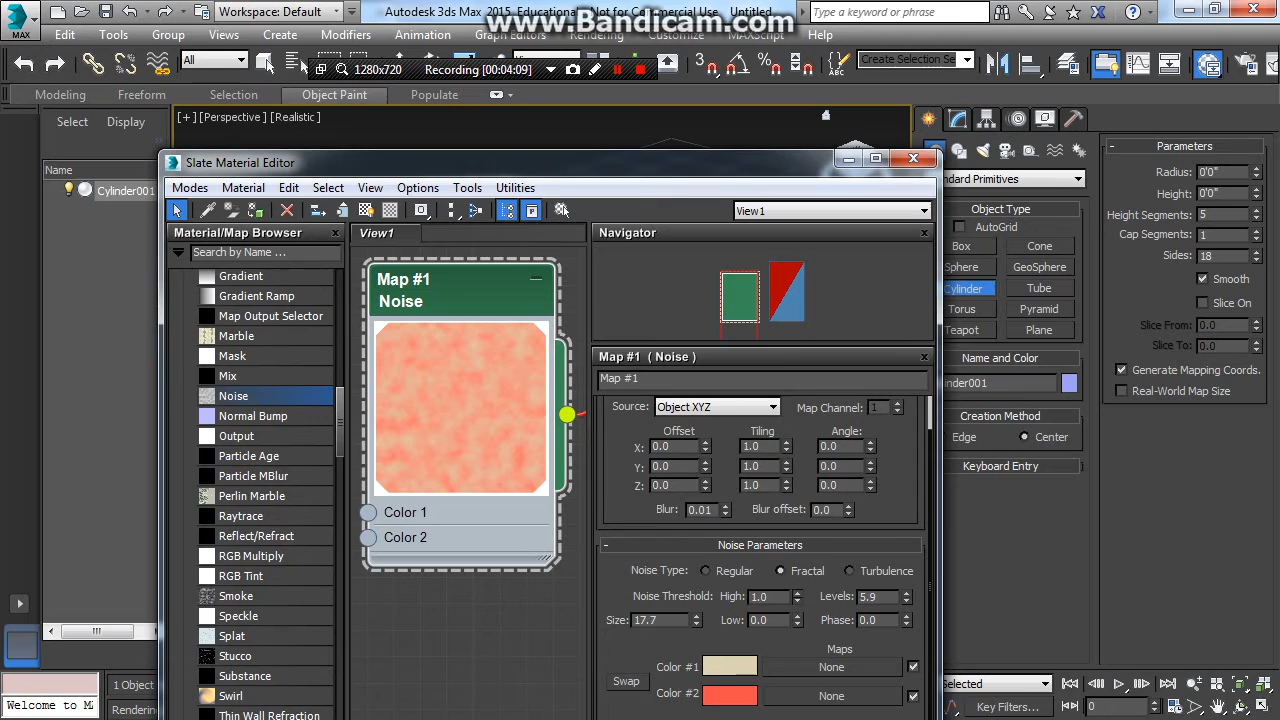 Workspace: Default
Autodesk 3ds Max 2015, Educational Not for Commercial Use Untitled
www.Bandicam.com
Type a keyword or phrase
MAX
Edit Tools Group Views Create Modifiers Animation Graph Editors Rendering Customize MAXScript Help
All
Create Selection Se
1280x720 Recording [00:04:09]
Modeling Freeform Selection Object Paint Populate
Select Display
[ + ] [Perspective ] [Realistic ]
Name
Cylinder001
Slate Material Editor
Modes Material Edit Select View Options Tools Utilities
View1
Material/Map Browser
Search by Name ...
Gradient
Gradient Ramp
Map Output Selector
Marble
Mask
Mix
Noise
Normal Bump
Output
Particle Age
Particle MBlur
Perlin Marble
Raytrace
Reflect/Refract
RGB Multiply
RGB Tint
Smoke
Speckle
Splat
Stucco
Substance
Swirl
Thin Wall Refraction
View1
Map #1
Noise
Color 1
Color 2
Navigator
Map #1 ( Noise )
Map #1
Source: Object XYZ Map Channel: 1
Offset Tiling Angle:
X: 0.0 1.0 0.0
Y: 0.0 1.0 0.0
Z: 0.0 1.0 0.0
Blur: 0.01 Blur offset: 0.0
- Noise Parameters
Noise Type: Regular Fractal Turbulence
Noise Threshold: High: 1.0 Levels: 5.9
Size: 17.7 Low: 0.0 Phase: 0.0
Maps
Color #1 None
Swap
Color #2 None
ndard Primitives
Object Type
AutoGrid
Box Cone
Sphere GeoSphere
Cylinder Tube
Torus Pyramid
Teapot Plane
Name and Color
inder001
Creation Method
Edge Center
Keyboard Entry
- Parameters
Radius: 0'0"
Height: 0'0"
Height Segments: 5
Cap Segments: 1
Sides: 18
Smooth
Slice On
Slice From: 0.0
Slice To: 0.0
Generate Mapping Coords.
Real-World Map Size
1 Object
Welcome to MA
Rendering
Selected
Key Filters...
0